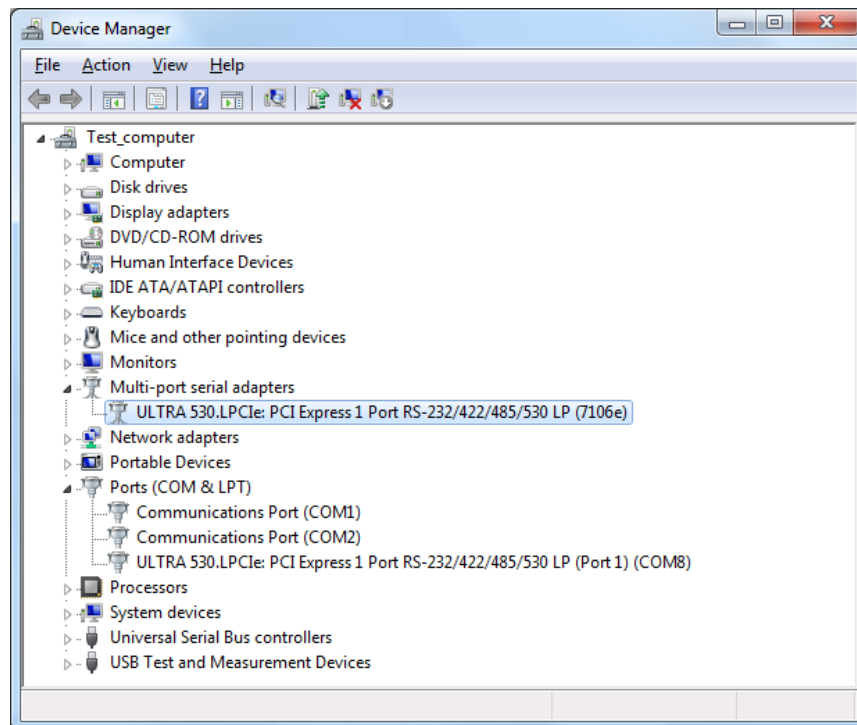 Device Manager
File Action View Help
Test_computer
Computer
Disk drives
Display adapters
DVD/CD-ROM drives
Human Interface Devices
IDE ATA/ATAPI controllers
Keyboards
Mice and other pointing devices
Monitors
Multi-port serial adapters
ULTRA 530.LPCIe: PCI Express 1 Port RS-232/422/485/530 LP (7106e)
Network adapters
Portable Devices
Ports (COM & LPT)
Communications Port (COM1)
Communications Port (COM2)
ULTRA 530.LPCIe: PCI Express 1 Port RS-232/422/485/530 LP (Port 1) (COM8)
Processors
System devices
Universal Serial Bus controllers
USB Test and Measurement Devices